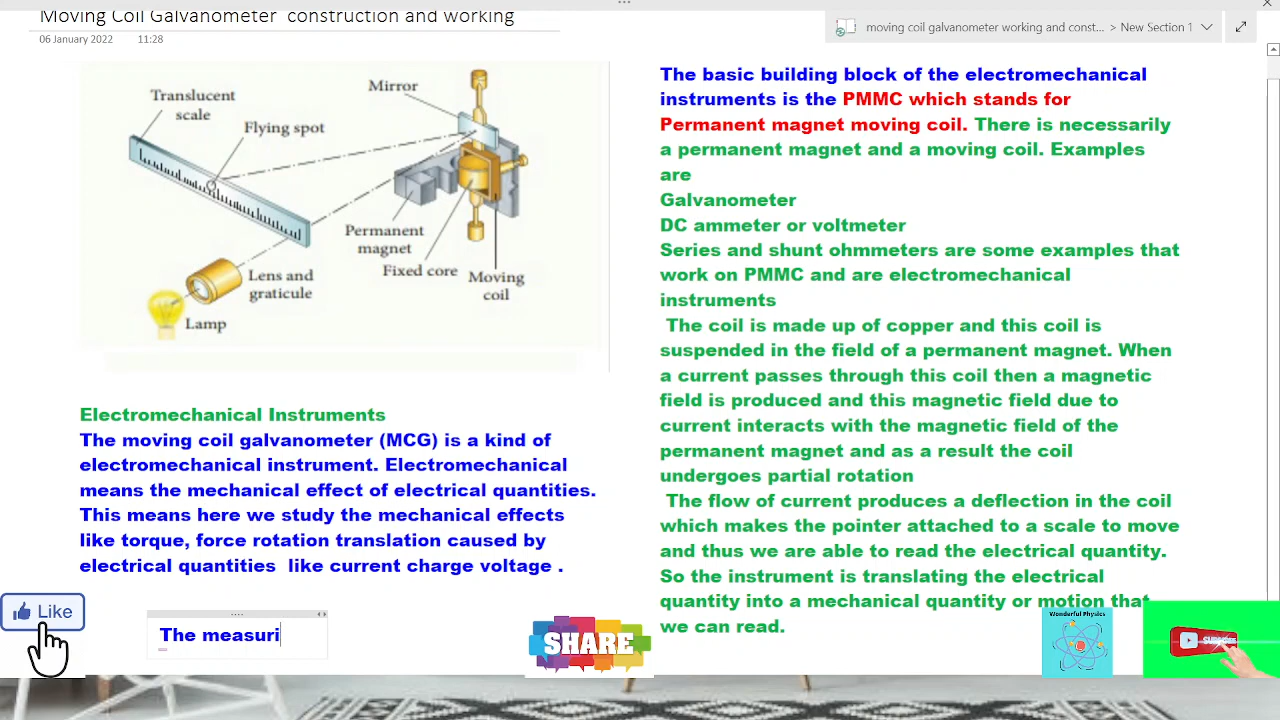 Moving Coil Galvanometer construction and working
06 January 2022 11:28
moving coil galvanometer working and const... > New Section 1
Translucent
scale
Flying spot
Mirror
Permanent
magnet
Fixed core
Moving
coil
Lens and
graticule
Lamp
Electromechanical Instruments
The moving coil galvanometer (MCG) is a kind of
electromechanical instrument. Electromechanical
means the mechanical effect of electrical quantities.
This means here we study the mechanical effects
like torque, force rotation translation caused by
electrical quantities like current charge voltage .
The measuri
The basic building block of the electromechanical
instruments is the PMMC which stands for
Permanent magnet moving coil. There is necessarily
a permanent magnet and a moving coil. Examples
are
Galvanometer
DC ammeter or voltmeter
Series and shunt ohmmeters are some examples that
work on PMMC and are electromechanical
instruments
The coil is made up of copper and this coil is
suspended in the field of a permanent magnet. When
a current passes through this coil then a magnetic
field is produced and this magnetic field due to
current interacts with the magnetic field of the
permanent magnet and as a result the coil
undergoes partial rotation
The flow of current produces a deflection in the coil
which makes the pointer attached to a scale to move
and thus we are able to read the electrical quantity.
So the instrument is translating the electrical
quantity into a mechanical quantity or motion that
we can read.
Like
SHARE
Wonderful Physics